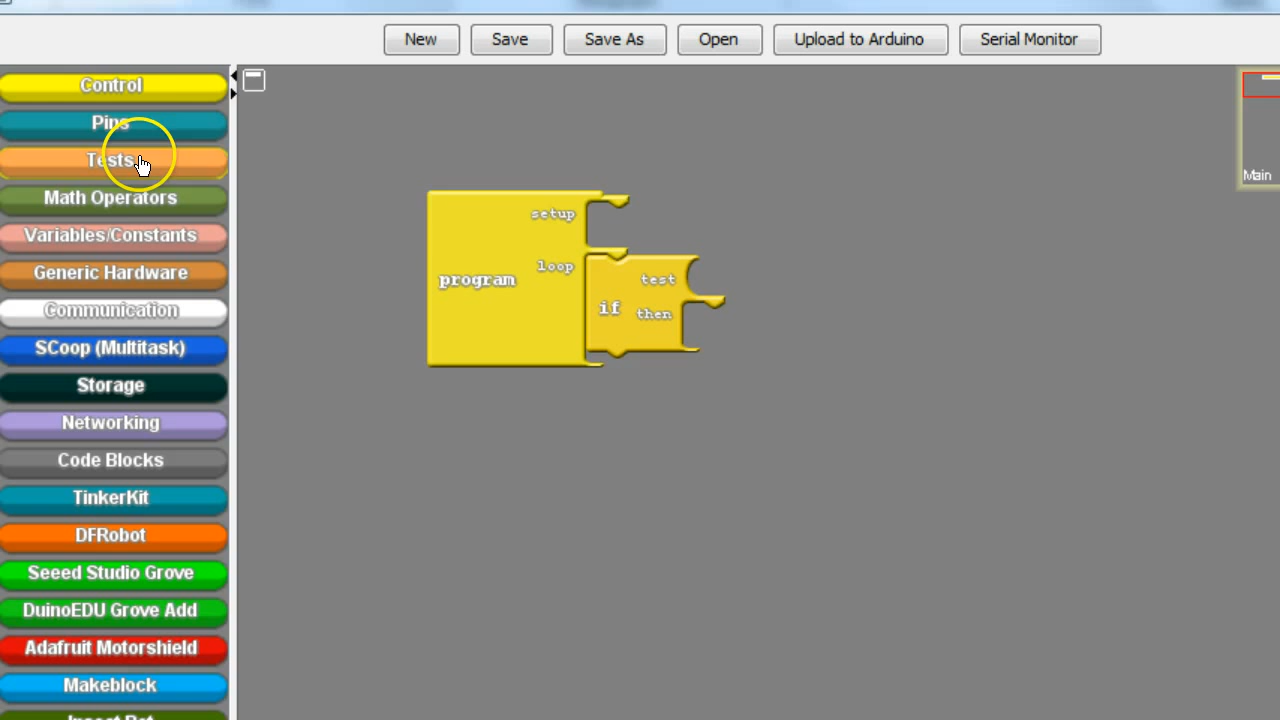 New Save Save As Open Upload to Arduino Serial Monitor
Control
Pins
Tests
Math Operators
Variables/Constants
Generic Hardware
Communication
SCoop (Multitask)
Storage
Networking
Code Blocks
TinkerKit
DFRobot
Seeed Studio Grove
DuinoEDU Grove Add
Adafruit Motorshield
Makeblock
setup
loop
program
test
if
then
Main